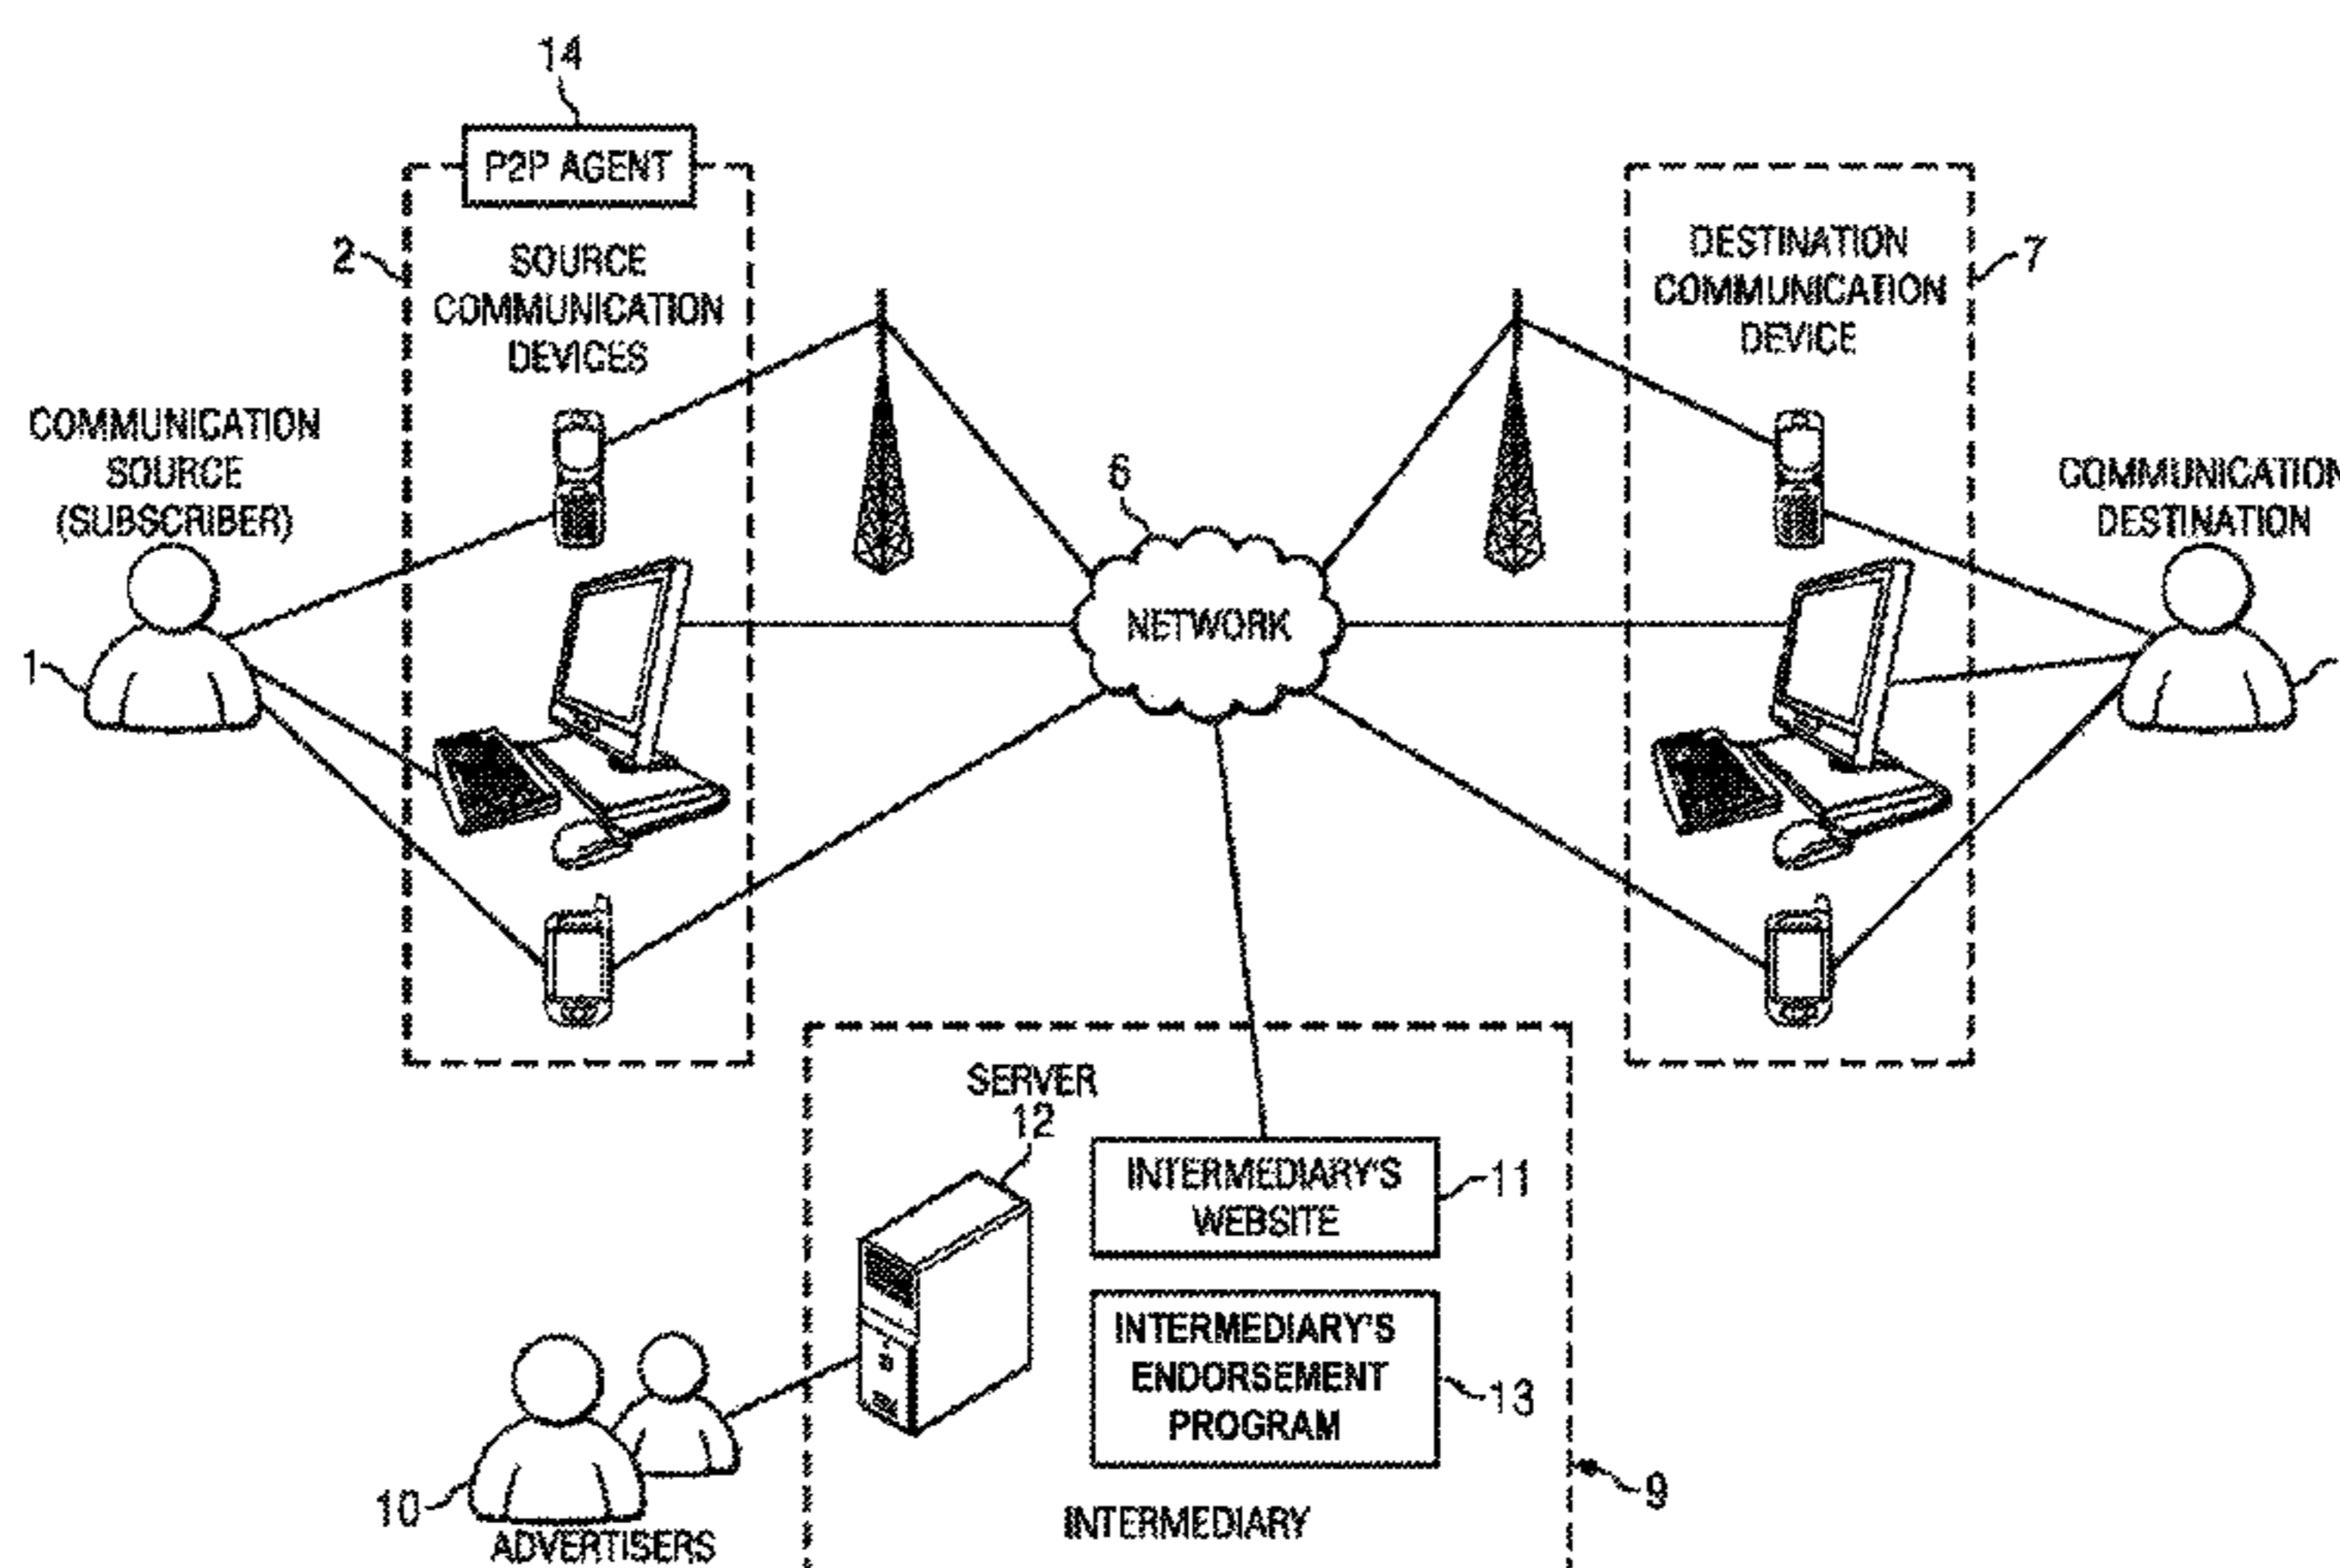 14
P2P AGENT
2
SOURCE
COMMUNICATION
DEVICES
DESTINATION
COMMUNICATION
DEVICE
7
COMMUNICATION
SOURCE
(SUBSCRIBER)
1
6
NETWORK
COMMUNICATION
DESTINATION
SERVER
12
INTERMEDIARY'S
WEBSITE
11
INTERMEDIARY'S
ENDORSEMENT
PROGRAM
13
9
INTERMEDIARY
10
ADVERTISERS